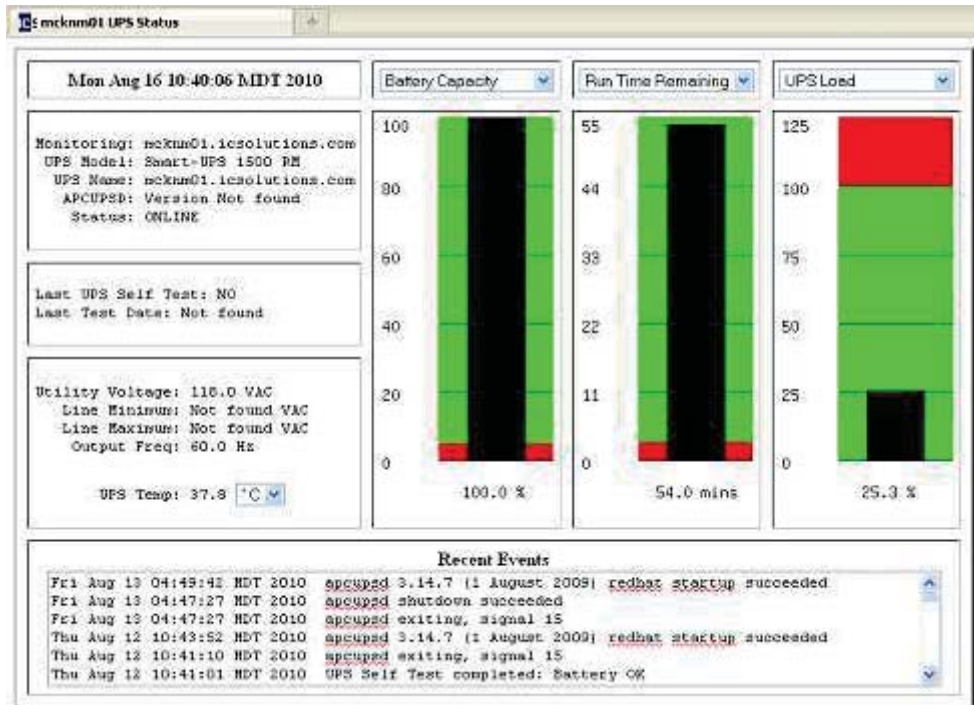 mcknm01 UPS Status
Mon Aug 16 10:40:06 MDT 2010
Battery Capacity
Run Time Remaining
UPS Load
Monitoring: mcknm01.icsolutions.com
UPS Model: Smart-UPS 1500 RM
UPS Name: mcknm01.icsolutions.com
APCUPSD: Version Not found
Status: ONLINE
Last UPS Self Test: NO
Last Test Date: Not found
Utility Voltage: 118.0 VAC
Line Minimum: Not found VAC
Line Maximum: Not found VAC
Output Freq: 60.0 Hz
UPS Temp: 37.8 °C
100
80
60
40
20
0
100.0 %
55
44
33
22
11
0
54.0 mins
125
100
75
50
25
0
25.3 %
Recent Events
Fri Aug 13 04:49:42 MDT 2010 apcupsd 3.14.7 (1 August 2009) redhat startup succeeded
Fri Aug 13 04:47:27 MDT 2010 apcupsd shutdown succeeded
Fri Aug 13 04:47:27 MDT 2010 apcupsd exiting, signal 15
Thu Aug 12 10:43:52 MDT 2010 apcupsd 3.14.7 (1 August 2009) redhat startup succeeded
Thu Aug 12 10:41:10 MDT 2010 apcupsd exiting, signal 15
Thu Aug 12 10:41:01 MDT 2010 UPS Self Test completed: Battery OK